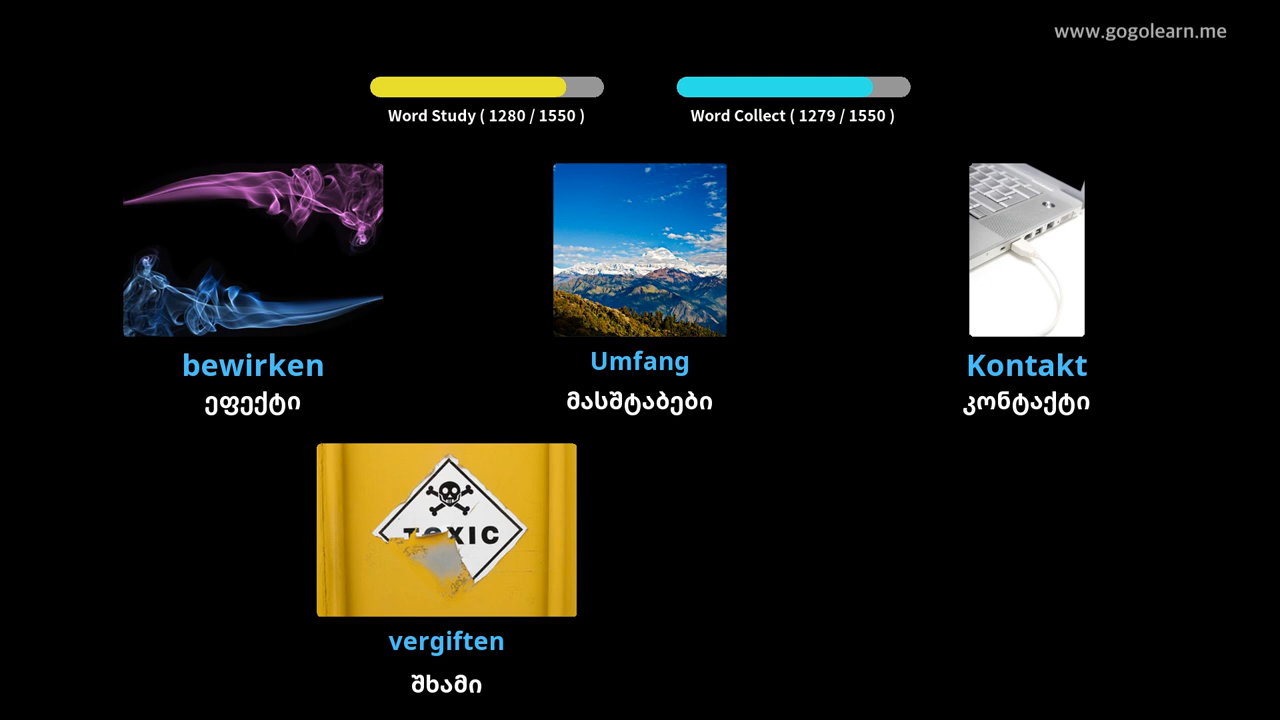 www.gogolearn.me
Word Study ( 1280 / 1550 )
Word Collect ( 1279 / 1550 )
bewirken
ეფექტი
Umfang
მასშტაბები
Kontakt
კონტაქტი
TOXIC
vergiften
შხამი